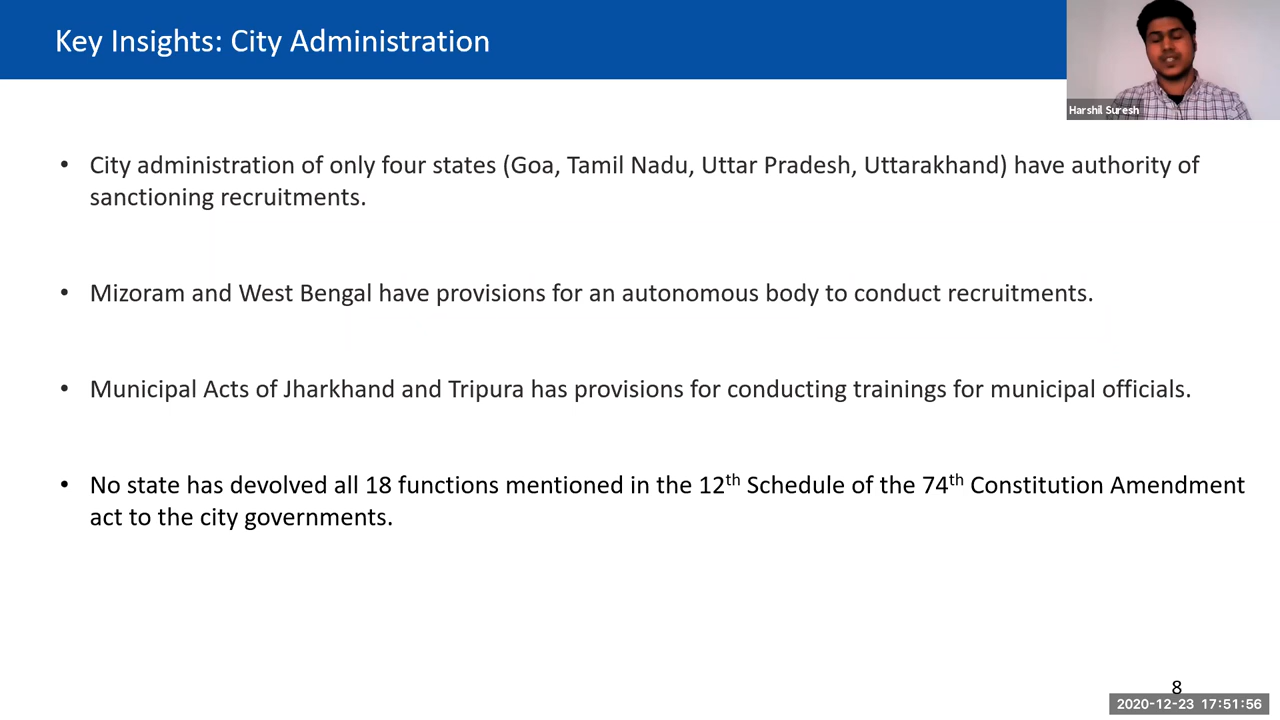 Key Insights: City Administration
Harshil Suresh
• City administration of only four states (Goa, Tamil Nadu, Uttar Pradesh, Uttarakhand) have authority of
sanctioning recruitments.
• Mizoram and West Bengal have provisions for an autonomous body to conduct recruitments.
• Municipal Acts of Jharkhand and Tripura has provisions for conducting trainings for municipal officials.
• No state has devolved all 18 functions mentioned in the 12th Schedule of the 74th Constitution Amendment
act to the city governments.
8
2020-12-23 17:51:56